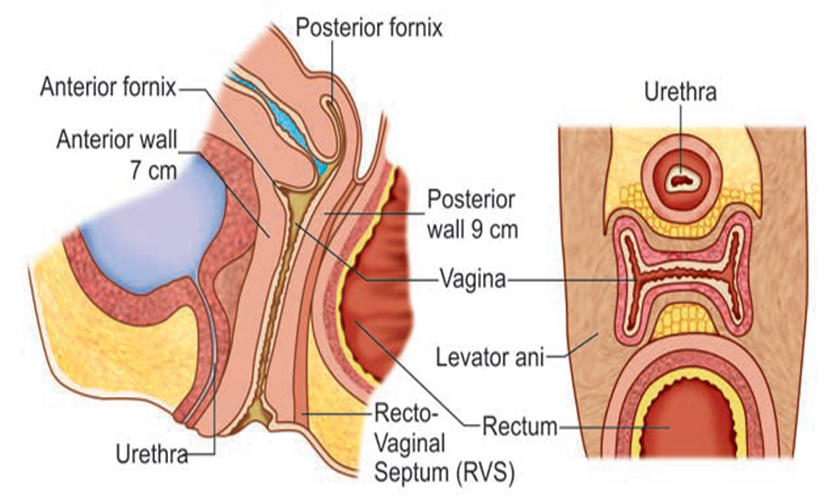 Posterior fornix
Anterior fornix
Anterior wall
7 cm
Urethra
Posterior
wall 9 cm
Vagina
Levator ani
Recto-
Vaginal
Septum (RVS)
Rectum
Urethra